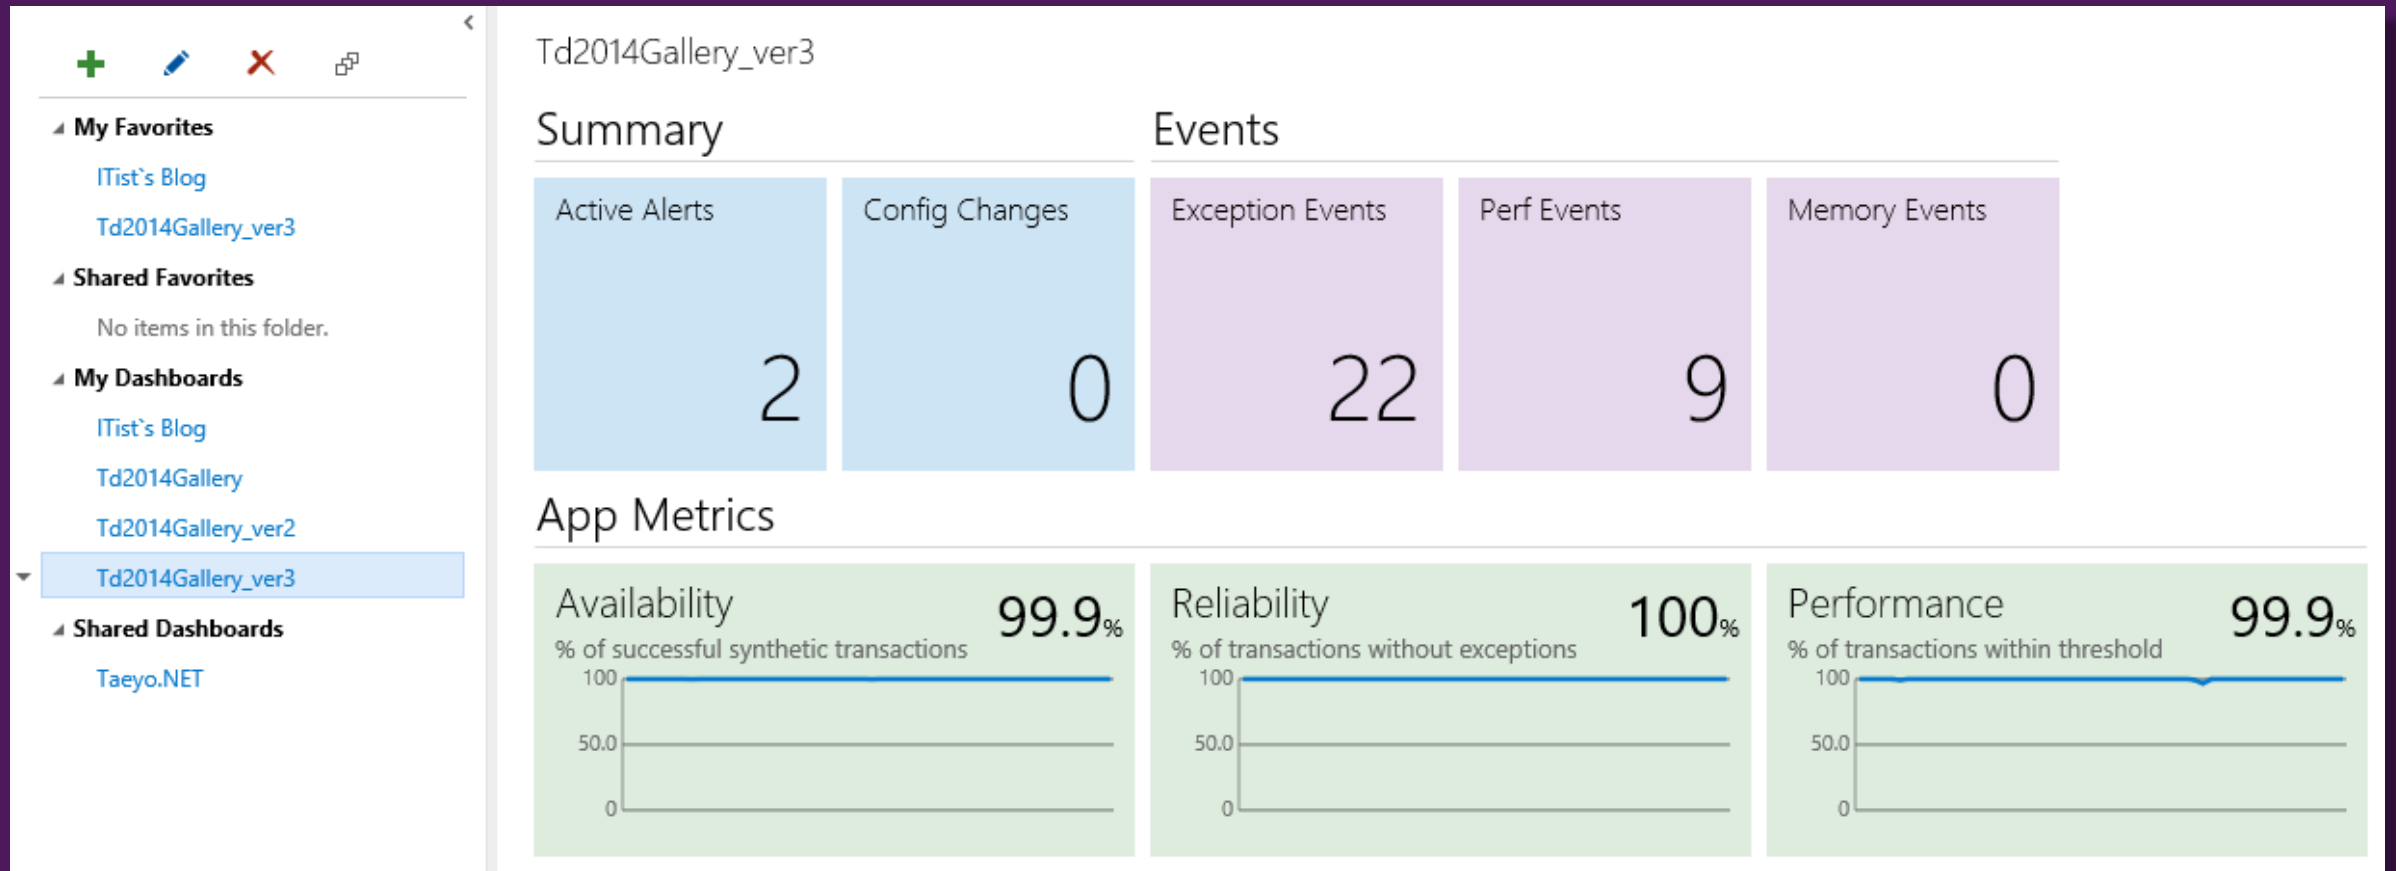 My Favorites
ITist`s Blog
Td2014Gallery_ver3
Shared Favorites
No items in this folder.
My Dashboards
ITist`s Blog
Td2014Gallery
Td2014Gallery_ver2
Td2014Gallery_ver3
Shared Dashboards
Taeyo.NET
Td2014Gallery_ver3
Summary
Active Alerts
2
Config Changes
0
Events
Exception Events
22
Perf Events
9
Memory Events
0
App Metrics
Availability
99.9%
% of successful synthetic transactions
100
50.0
0
Reliability
100%
% of transactions without exceptions
100
50.0
0
Performance
99.9%
% of transactions within threshold
100
50.0
0